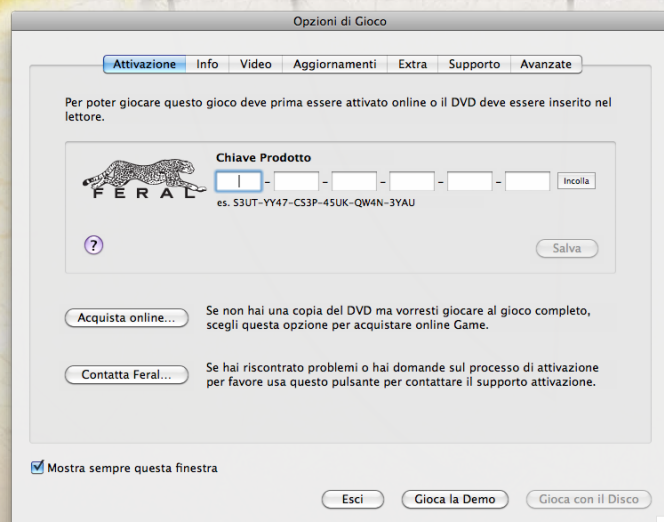 Opzioni di Gioco
Attivazione Info Video Aggiornamenti Extra Supporto Avanzate
Per poter giocare questo gioco deve prima essere attivato online o il DVD deve essere inserito nel
lettore.
FERAL
Chiave Prodotto
- - - - - Incolla
es. S3UT-YY47-CS3P-45UK-QW4N-3YAU
? Salva
Acquista online... Se non hai una copia del DVD ma vorresti giocare al gioco completo,
scegli questa opzione per acquistare online Game.
Contatta Feral... Se hai riscontrato problemi o hai domande sul processo di attivazione
per favore usa questo pulsante per contattare il supporto attivazione.
Mostra sempre questa finestra
Esci Gioca la Demo Gioca con il Disco